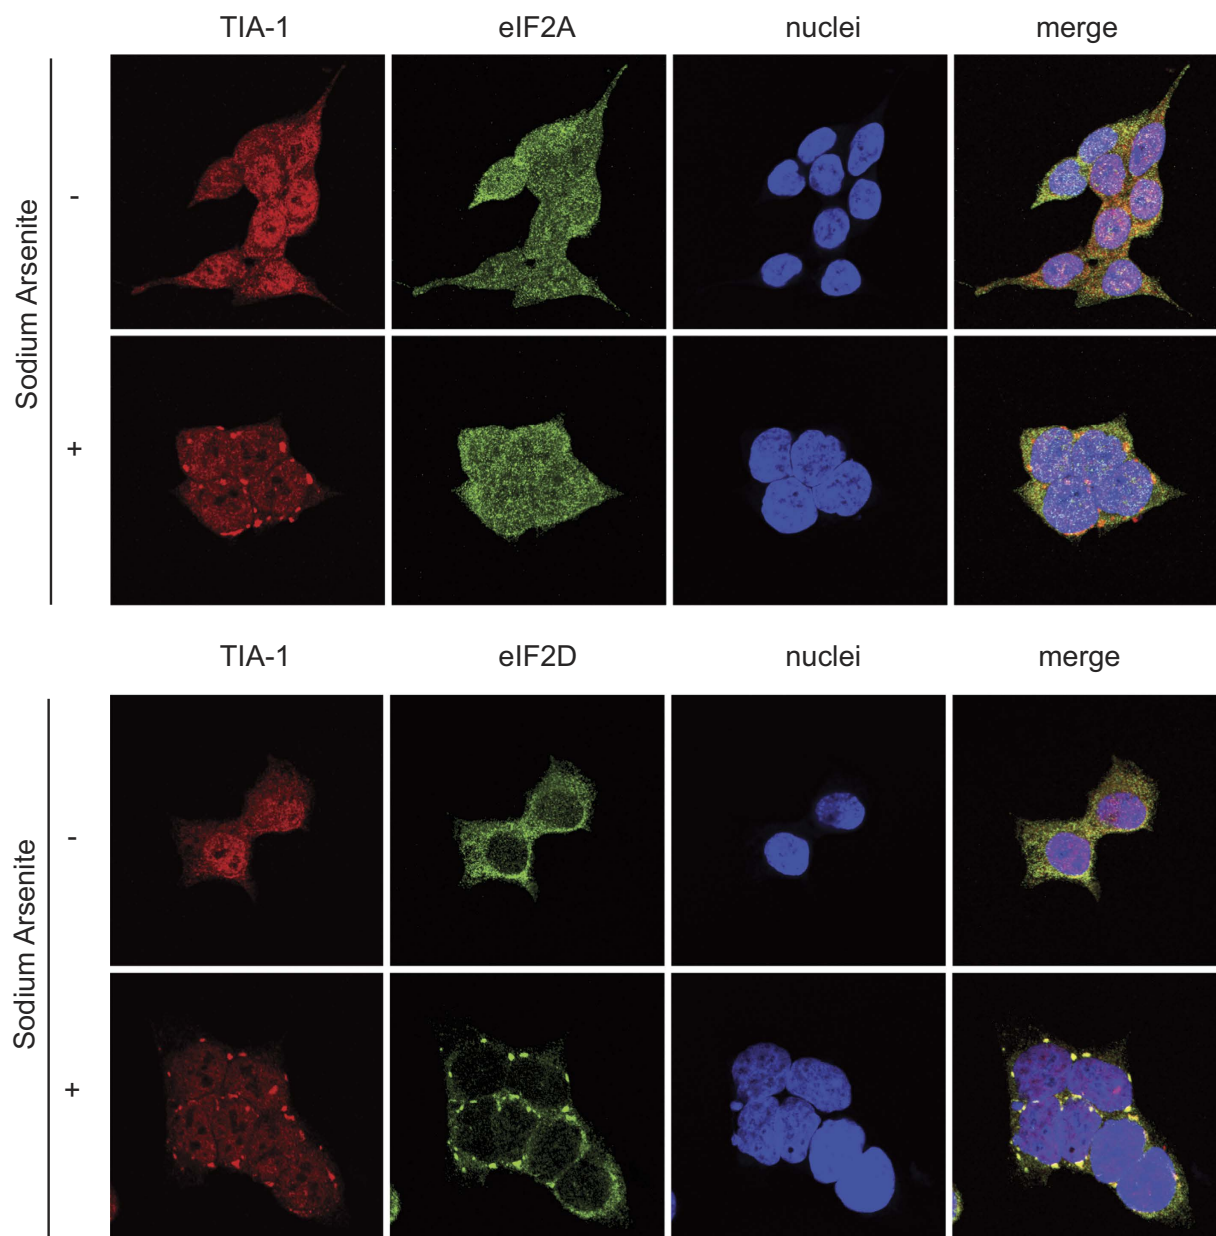 TIA-1 eIF2A nuclei merge
Sodium Arsenite
-
+
TIA-1 eIF2D nuclei merge
Sodium Arsenite
-
+